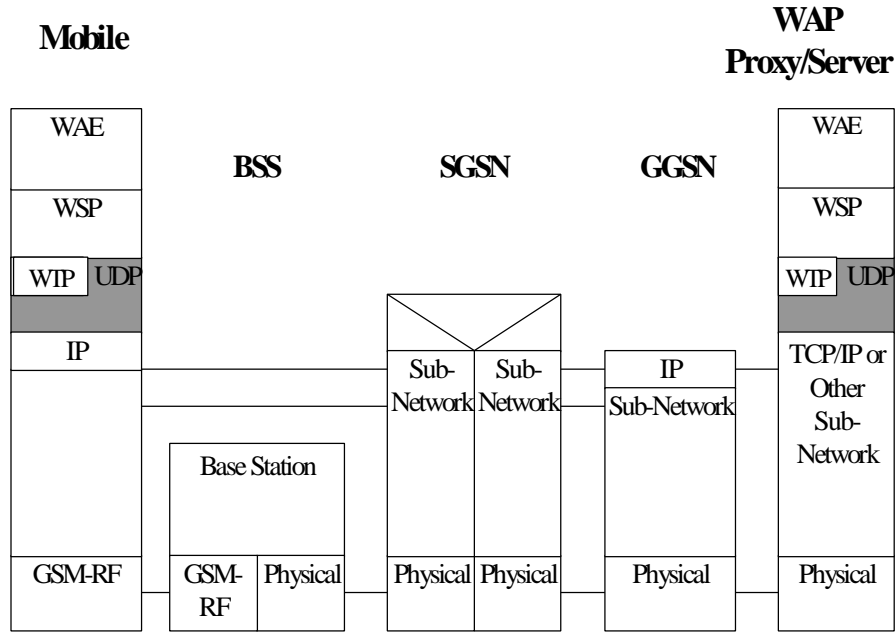 Mobile
WAP
Proxy/Server
BSS
SGSN
GGSN
WAE
WSP
WTP
UDP
IP
GSM-RF
Base Station
GSM-
RF
Physical
Sub-
Network
Physical
Sub-
Network
Physical
IP
Sub-Network
Physical
WAE
WSP
WTP
UDP
TCP/IP or
Other
Sub-
Network
Physical